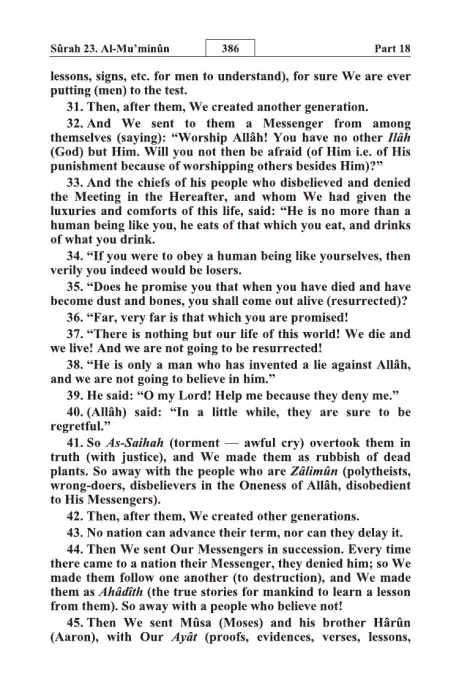 Sûrah 23. Al-Mu’minûn 386 Part 18
lessons, signs, etc. for men to understand), for sure We are ever
putting (men) to the test.
31. Then, after them, We created another generation.
32. And We sent to them a Messenger from among
themselves (saying): “Worship Allâh! You have no other Ilâh
(God) but Him. Will you not then be afraid (of Him i.e. of His
punishment because of worshipping others besides Him)?”
33. And the chiefs of his people who disbelieved and denied
the Meeting in the Hereafter, and whom We had given the
luxuries and comforts of this life, said: “He is no more than a
human being like you, he eats of that which you eat, and drinks
of what you drink.
34. “If you were to obey a human being like yourselves, then
verily you indeed would be losers.
35. “Does he promise you that when you have died and have
become dust and bones, you shall come out alive (resurrected)?
36. “Far, very far is that which you are promised!
37. “There is nothing but our life of this world! We die and
we live! And we are not going to be resurrected!
38. “He is only a man who has invented a lie against Allâh,
and we are not going to believe in him.”
39. He said: “O my Lord! Help me because they deny me.”
40. (Allâh) said: “In a little while, they are sure to be
regretful.”
41. So As-Saihah (torment — awful cry) overtook them in
truth (with justice), and We made them as rubbish of dead
plants. So away with the people who are Zâlimûn (polytheists,
wrong-doers, disbelievers in the Oneness of Allâh, disobedient
to His Messengers).
42. Then, after them, We created other generations.
43. No nation can advance their term, nor can they delay it.
44. Then We sent Our Messengers in succession. Every time
there came to a nation their Messenger, they denied him; so We
made them follow one another (to destruction), and We made
them as Ahâdîth (the true stories for mankind to learn a lesson
from them). So away with a people who believe not!
45. Then We sent Mûsa (Moses) and his brother Hârûn
(Aaron), with Our Ayât (proofs, evidences, verses, lessons,